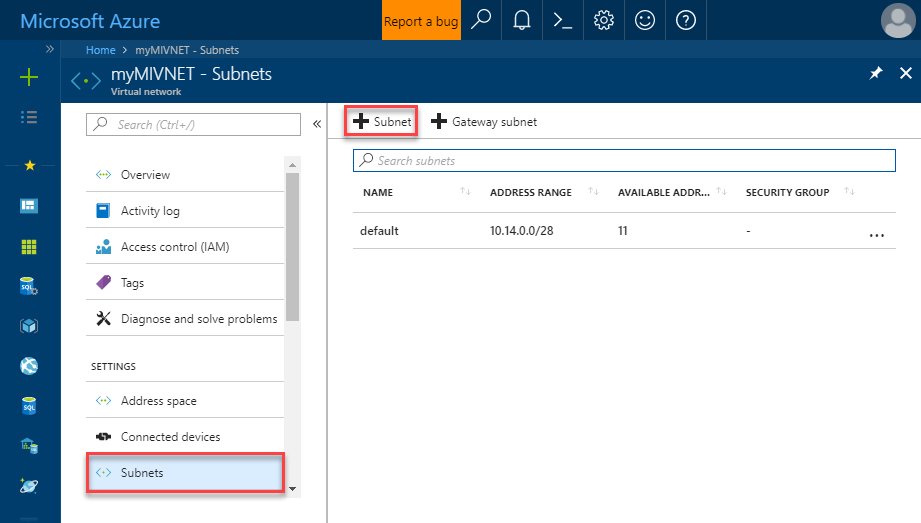 Microsoft Azure
Report a bug
Home > myMIVNET - Subnets
myMIVNET - Subnets
Virtual network
Search (Ctrl+/)
Overview
Activity log
Access control (IAM)
Tags
Diagnose and solve problems
SETTINGS
Address space
Connected devices
Subnets
Subnet
Gateway subnet
Search subnets
NAME ADDRESS RANGE AVAILABLE ADDR... SECURITY GROUP
default 10.14.0.0/28 11 - ...
SQL
SQL